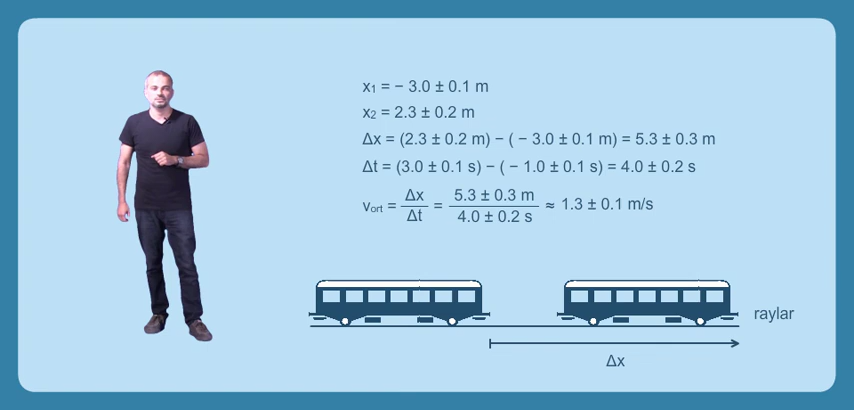 x₁ = − 3.0 ± 0.1 m
x₂ = 2.3 ± 0.2 m
Δx = (2.3 ± 0.2 m) − ( − 3.0 ± 0.1 m) = 5.3 ± 0.3 m
Δt = (3.0 ± 0.1 s) − ( − 1.0 ± 0.1 s) = 4.0 ± 0.2 s
vₒᵣₜ = Δx/Δt = 5.3 ± 0.3 m/4.0 ± 0.2 s ≈ 1.3 ± 0.1 m/s
raylar
Δx